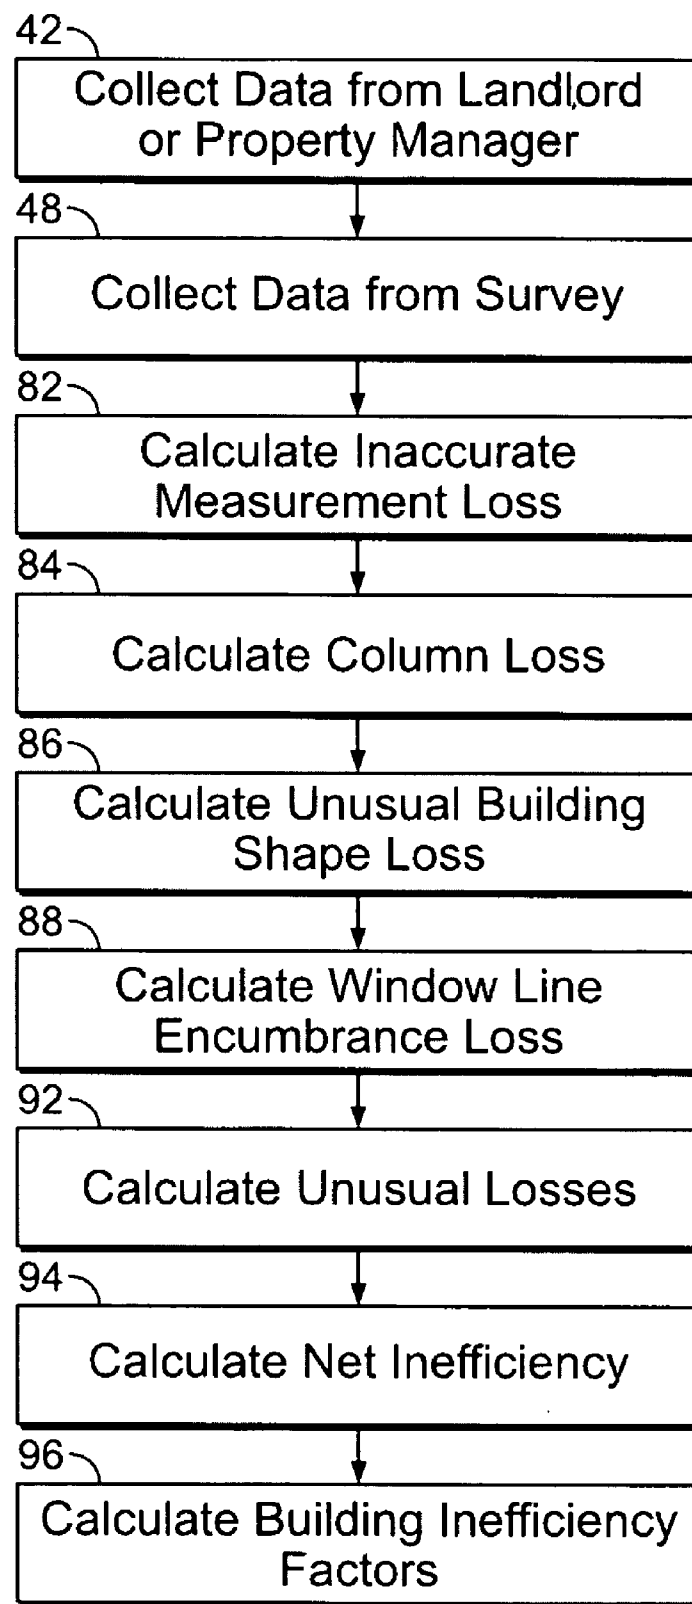 42
Collect Data from Landlord
or Property Manager
48
Collect Data from Survey
82
Calculate Inaccurate
Measurement Loss
84
Calculate Column Loss
86
Calculate Unusual Building
Shape Loss
88
Calculate Window Line
Encumbrance Loss
92
Calculate Unusual Losses
94
Calculate Net Inefficiency
96
Calculate Building Inefficiency
Factors